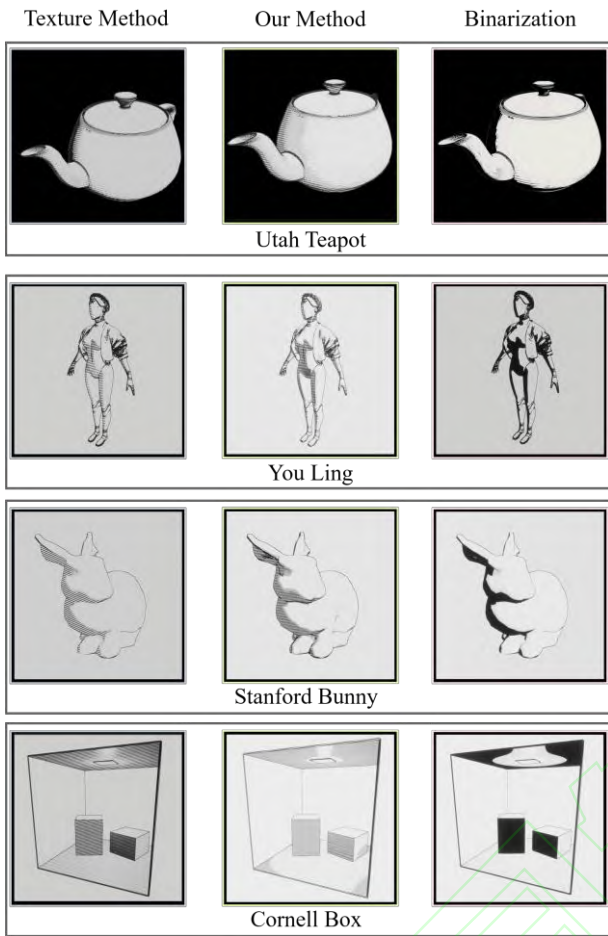 Texture Method Our Method Binarization
Utah Teapot
You Ling
Stanford Bunny
Cornell Box